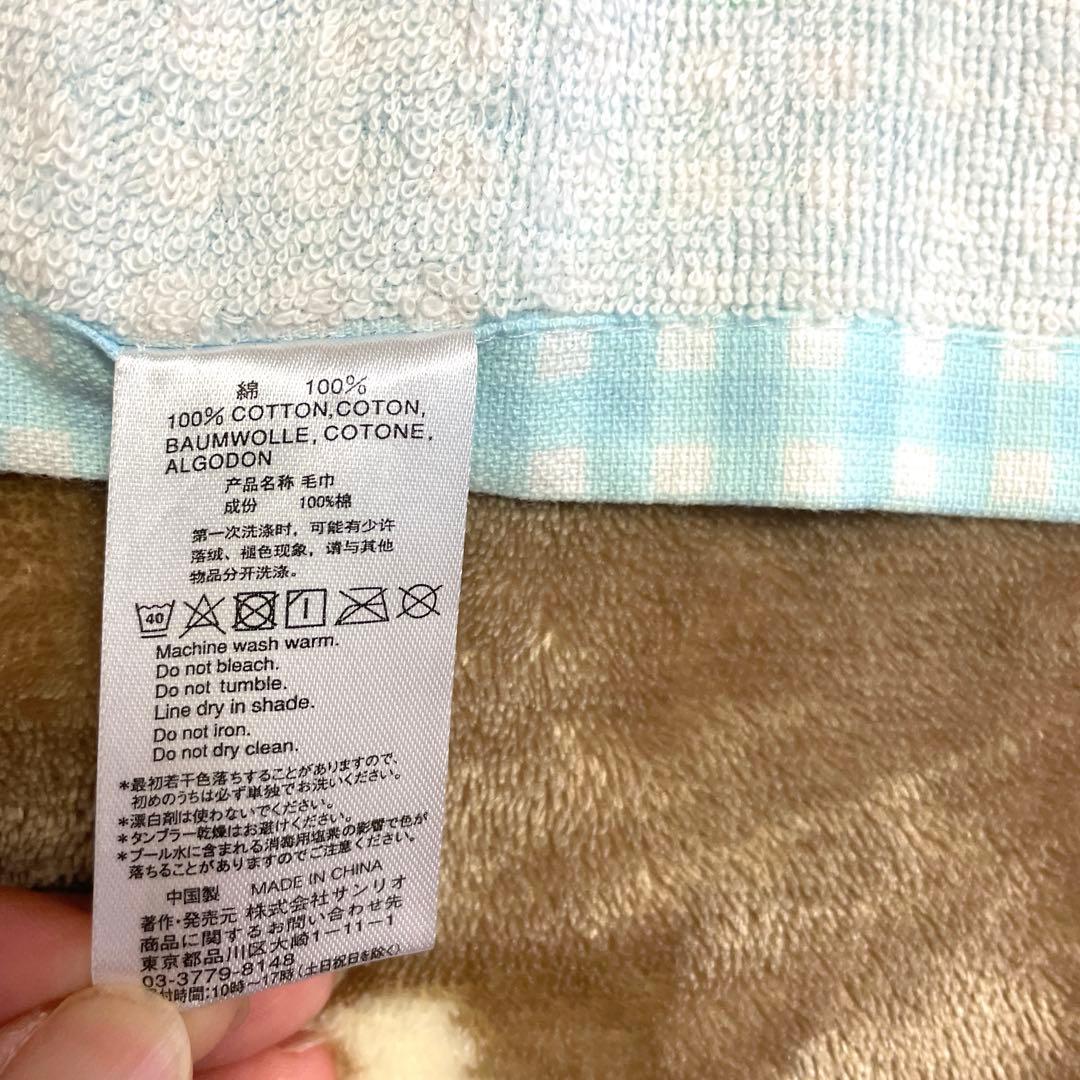 綿 100%
100% COTTON,COTON,
BAUMWOLLE, COTONE,
ALGODON
产品名称 毛巾
成份 100%棉
第一次洗涤时，可能有少许
落绒、褪色现象，请与其他
物品分开洗涤。
40
Machine wash warm.
Do not bleach.
Do not tumble.
Line dry in shade.
Do not iron.
Do not dry clean.
*最初若干色落ちすることがありますので、
初めのうちは必ず単独でお洗いください。
*漂白剤は使わないでください。
*タンブラー乾燥はお避けください。
*プール水に含まれる消毒用塩素の影響で色が
落ちることがありますのでご注意ください。
中国製 MADE IN CHINA
著作・発売元 株式会社サンリオ
商品に関するお問い合わせ先
東京都品川区大崎1-11-1
03-3779-8148
付時間:10時〜17時(土日祝日を除く)